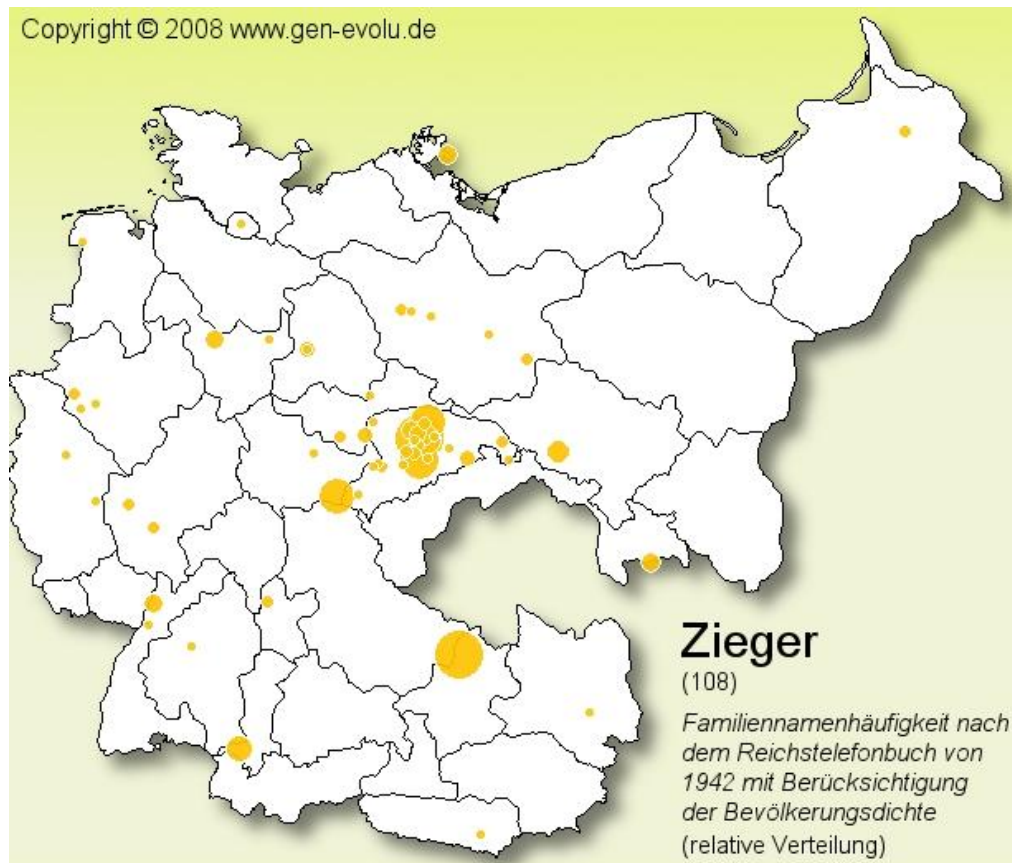 Copyright © 2008 www.gen-evolu.de
Zieger
(108)
Familiennamenhäufigkeit nach
dem Reichstelefonbuch von
1942 mit Berücksichtigung
der Bevölkerungsdichte
(relative Verteilung)